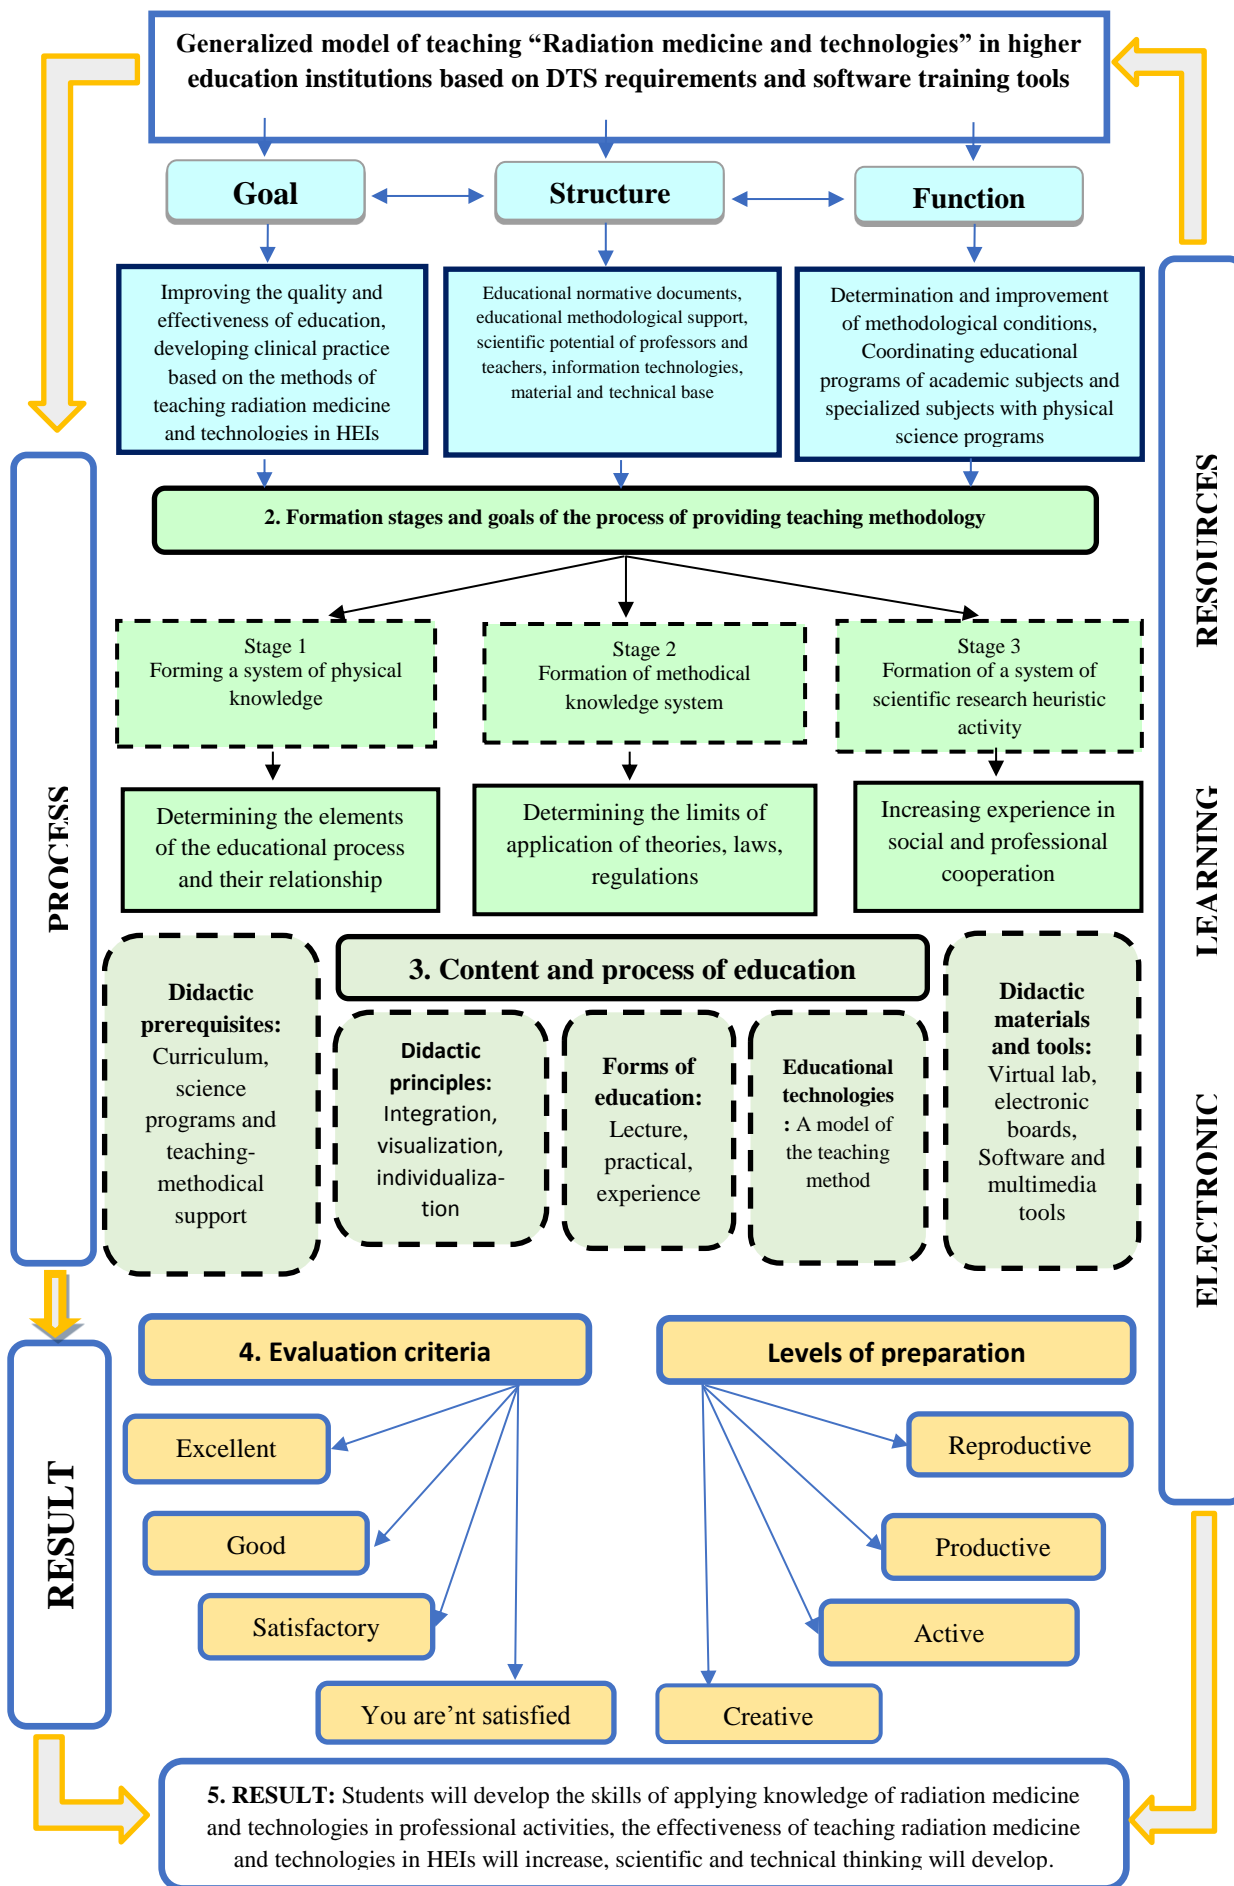 Generalized model of teaching “Radiation medicine and technologies” in higher
education institutions based on DTS requirements and software training tools
Goal
Structure
Function
Improving the quality and
effectiveness of education,
developing clinical practice
based on the methods of
teaching radiation medicine
and technologies in HEIs
Educational normative documents,
educational methodological support,
scientific potential of professors and
teachers, information technologies,
material and technical base
Determination and improvement
of methodological conditions,
Coordinating educational
programs of academic subjects and
specialized subjects with physical
science programs
2. Formation stages and goals of the process of providing teaching methodology
Stage 1
Forming a system of physical
knowledge
Stage 2
Formation of methodical
knowledge system
Stage 3
Formation of a system of
scientific research heuristic
activity
Determining the elements
of the educational process
and their relationship
Determining the limits of
application of theories, laws,
regulations
Increasing experience in
social and professional
cooperation
3. Content and process of education
Didactic
prerequisites:
Curriculum,
science
programs and
teaching-
methodical
support
Didactic
principles:
Integration,
visualization,
individualiza-
tion
Forms of
education:
Lecture,
practical,
experience
Educational
technologies
: A model of
the teaching
method
Didactic
materials
and tools:
Virtual lab,
electronic
boards,
Software and
multimedia
tools
PROCESS
ELECTRONIC LEARNING RESOURCES
4. Evaluation criteria
Excellent
Good
Satisfactory
You are’nt satisfied
Levels of preparation
Reproductive
Productive
Active
Creative
RESULT
5. RESULT: Students will develop the skills of applying knowledge of radiation medicine
and technologies in professional activities, the effectiveness of teaching radiation medicine
and technologies in HEIs will increase, scientific and technical thinking will develop.